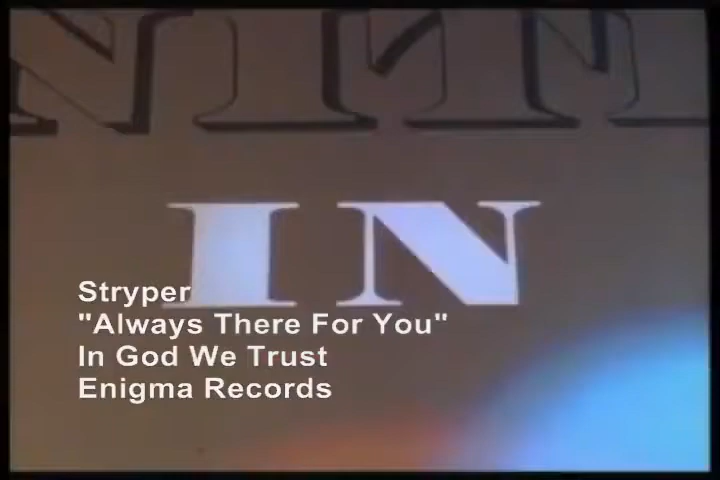 IN
Stryper
"Always There For You"
In God We Trust
Enigma Records